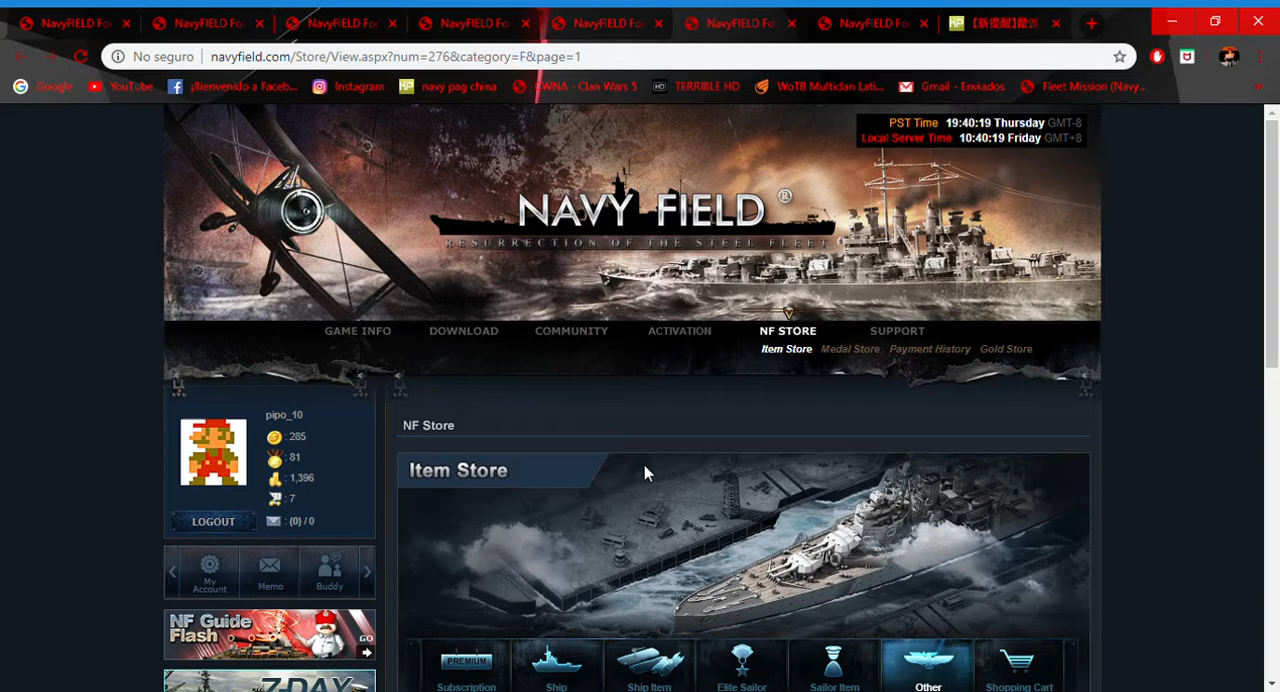 NavyFIELD Fo NavyFIELD Fo NavyFIELD Fo NavyFIELD Fo NavyFIELD Fo NavyFIELD Fo NavyFIELD Fo KP
No seguro navyfield.com/Store/View.aspx?num=276&category=F&page=1
Google YouTube ¡Bienvenido a Faceb... Instagram KP navy pag china CWNA - Clan Wars 5 HD TERRIBLE HD WoTB Multiclan Lati... Gmail - Enviados Fleet Mission (Navy...
PST Time 19:40:19 Thursday GMT-8
Local Server Time 10:40:19 Friday GMT+8
NAVY FIELD ®
RESURRECTION OF THE STEEL FLEET
GAME INFO DOWNLOAD COMMUNITY ACTIVATION NF STORE SUPPORT
Item Store Medal Store Payment History Gold Store
pipo_10
: 285
: 81
: 1,396
: 7
LOGOUT : (0) / 0
My Account Memo Buddy
NF Guide
Flash
GO
7-DAY
NF Store
Item Store
PREMIUM
Subscription Ship Ship Item Elite Sailor Sailor Item Other Shopping Cart